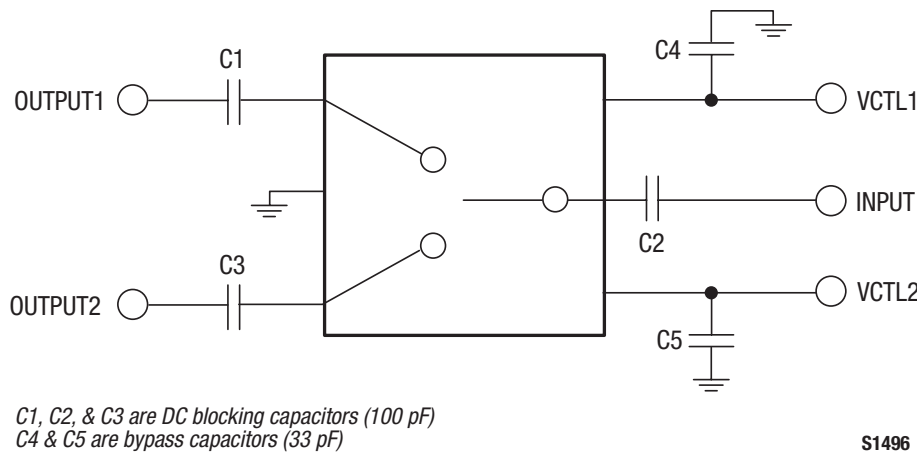 C1
C4
OUTPUT1
VCTL1
INPUT
C2
C3
OUTPUT2
VCTL2
C5
C1, C2, & C3 are DC blocking capacitors (100 pF)
C4 & C5 are bypass capacitors (33 pF)
S1496